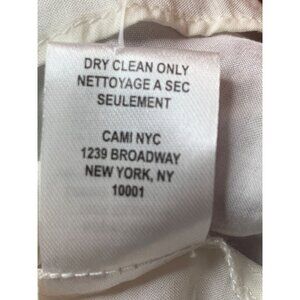 DRY CLEAN ONLY
NETTOYAGE A SEC
SEULEMENT
CAMI NYC
1239 BROADWAY
NEW YORK, NY
10001